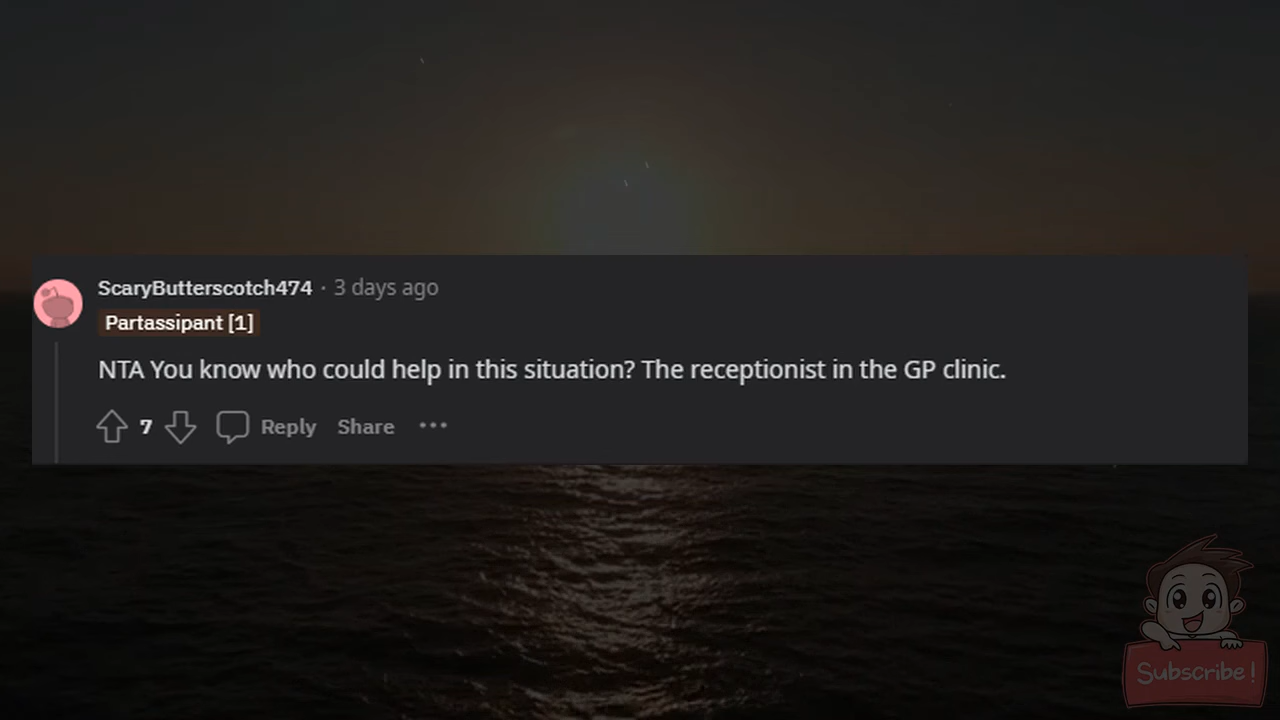 ScaryButterscotch474 · 3 days ago
Partassipant [1]
NTA You know who could help in this situation? The receptionist in the GP clinic.
7 Reply Share ···
Subscribe!